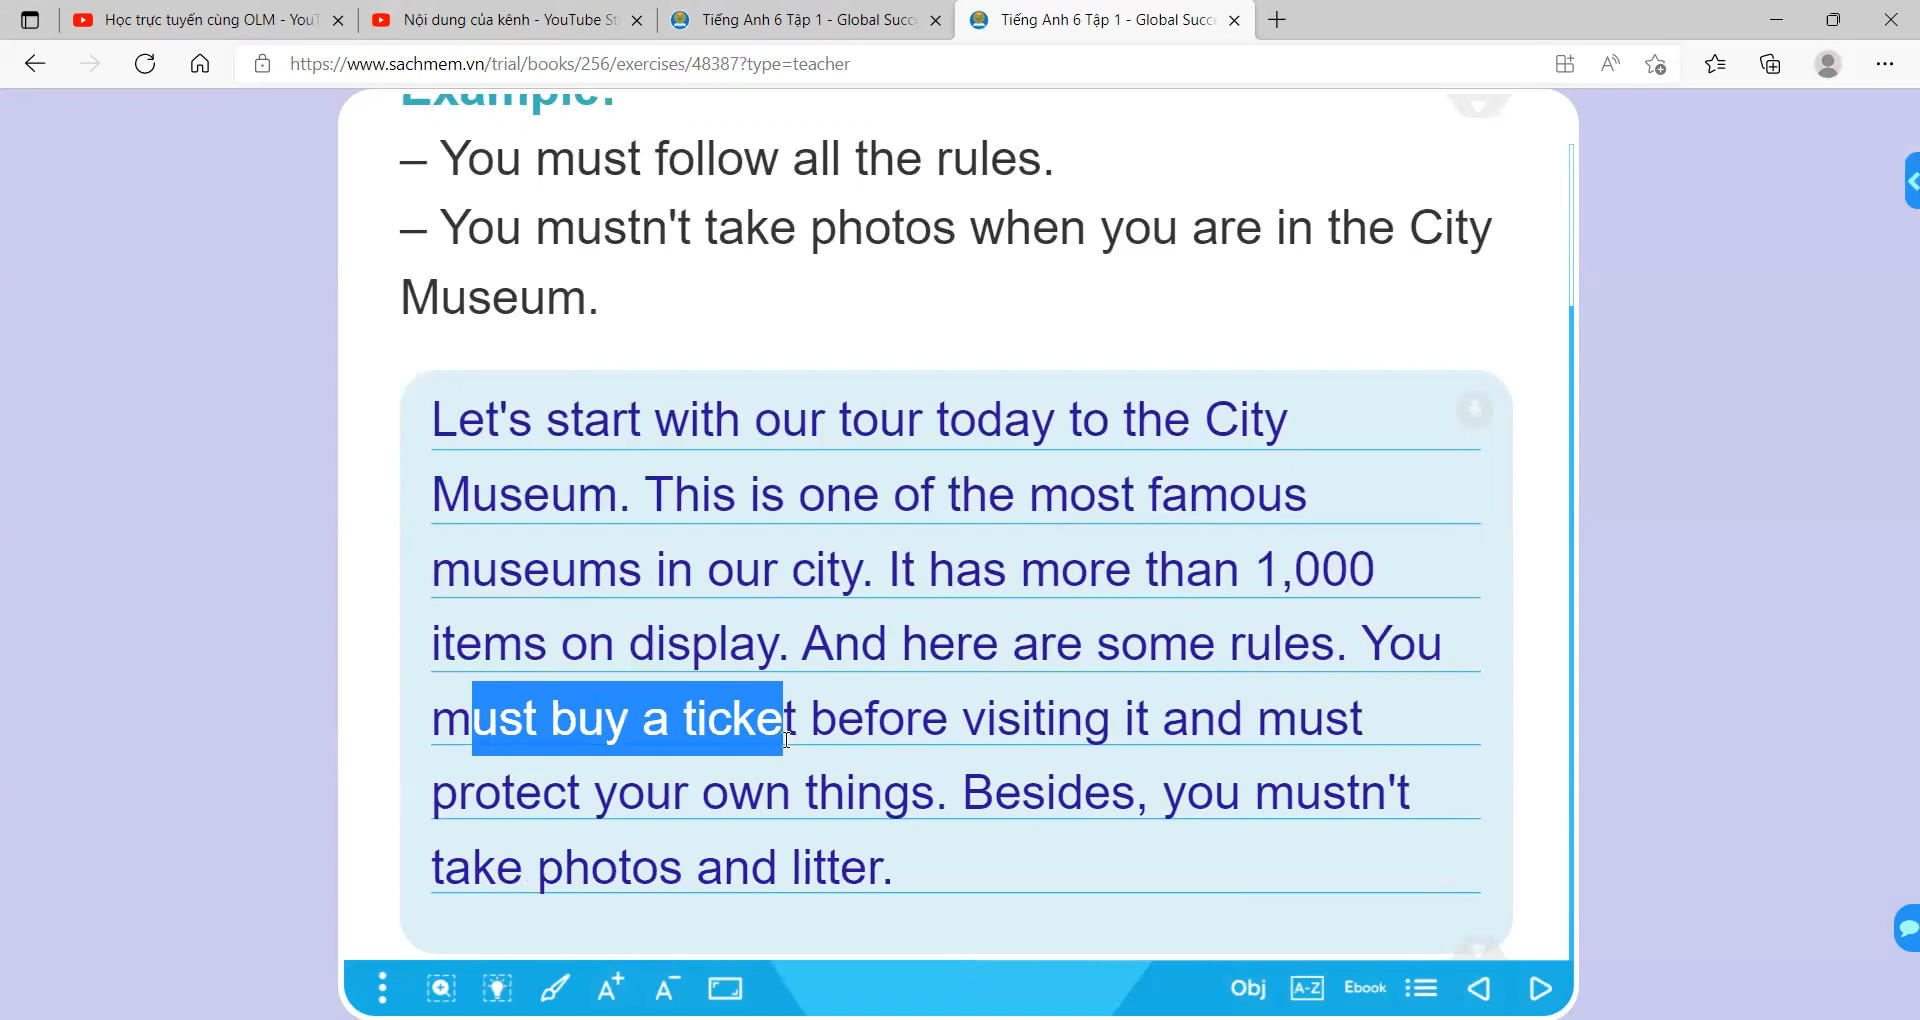 Học trực tuyến cùng OLM - YouT
Nội dung của kênh - YouTube St
Tiếng Anh 6 Tập 1 - Global Succe
Tiếng Anh 6 Tập 1 - Global Succe
https://www.sachmem.vn/trial/books/256/exercises/48387?type=teacher
Example:
– You must follow all the rules.
– You mustn't take photos when you are in the City
Museum.
Let's start with our tour today to the City
Museum. This is one of the most famous
museums in our city. It has more than 1,000
items on display. And here are some rules. You
must buy a ticket before visiting it and must
protect your own things. Besides, you mustn't
take photos and litter.
A+ A- Obj A-Z Ebook